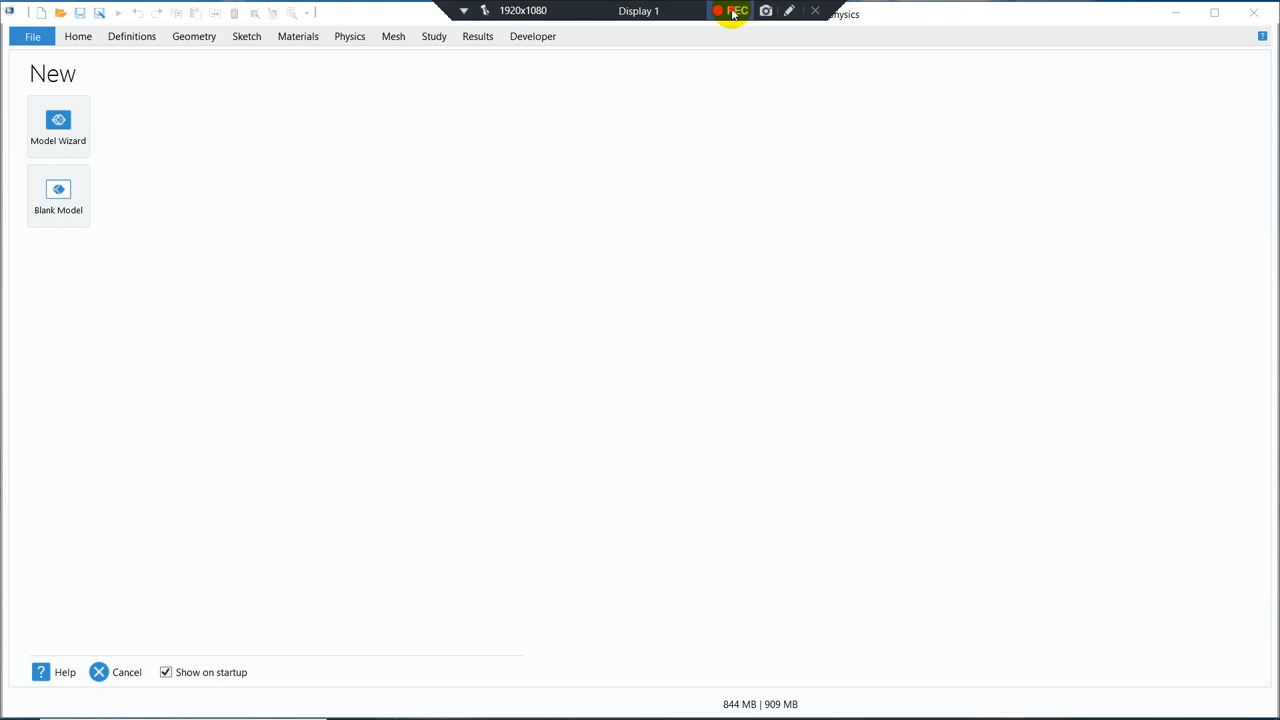 1920x1080
Display 1
REC
physics
File
Home
Definitions
Geometry
Sketch
Materials
Physics
Mesh
Study
Results
Developer
?
New
Model Wizard
Blank Model
? Help
Cancel
Show on startup
844 MB | 909 MB